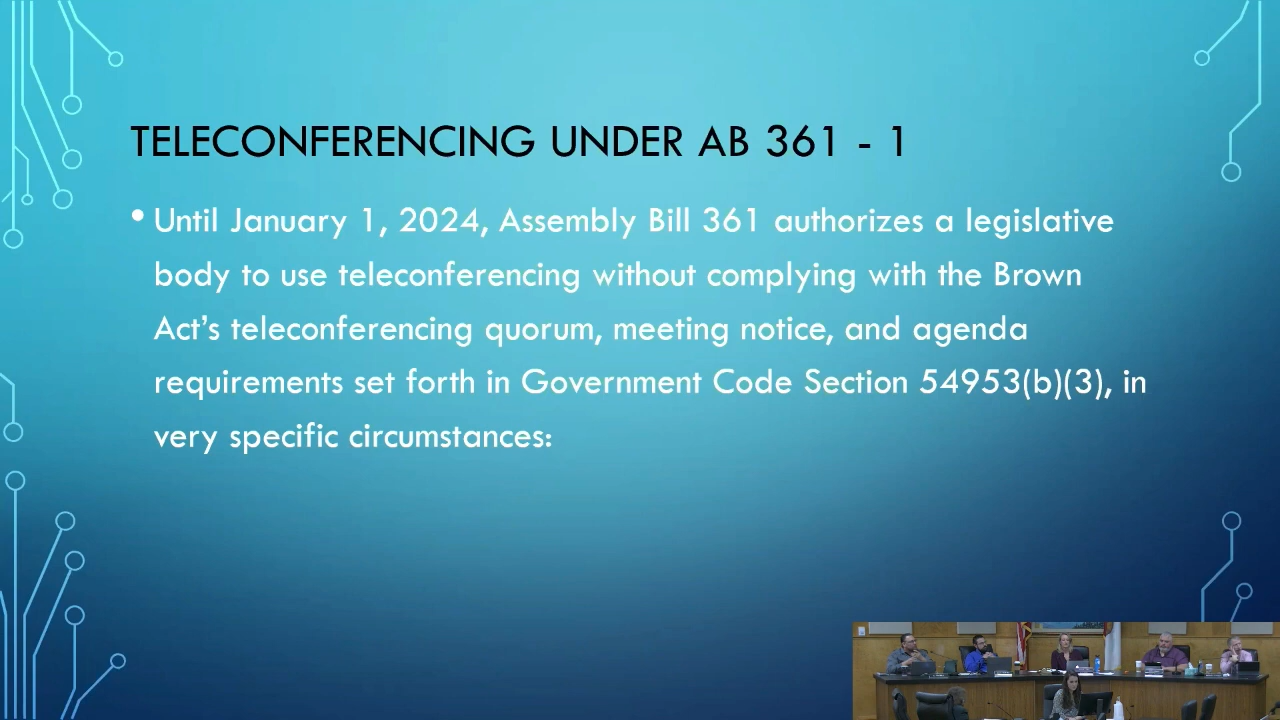 TELECONFERENCING UNDER AB 361 - 1
• Until January 1, 2024, Assembly Bill 361 authorizes a legislative
body to use teleconferencing without complying with the Brown
Act’s teleconferencing quorum, meeting notice, and agenda
requirements set forth in Government Code Section 54953(b)(3), in
very specific circumstances: